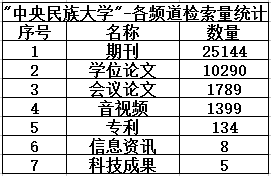 "中央民族大学"-各频道检索量统计
序号 名称 数量
1 期刊 25144
2 学位论文 10290
3 会议论文 1789
4 音视频 1399
5 专利 134
6 信息资讯 8
7 科技成果 5